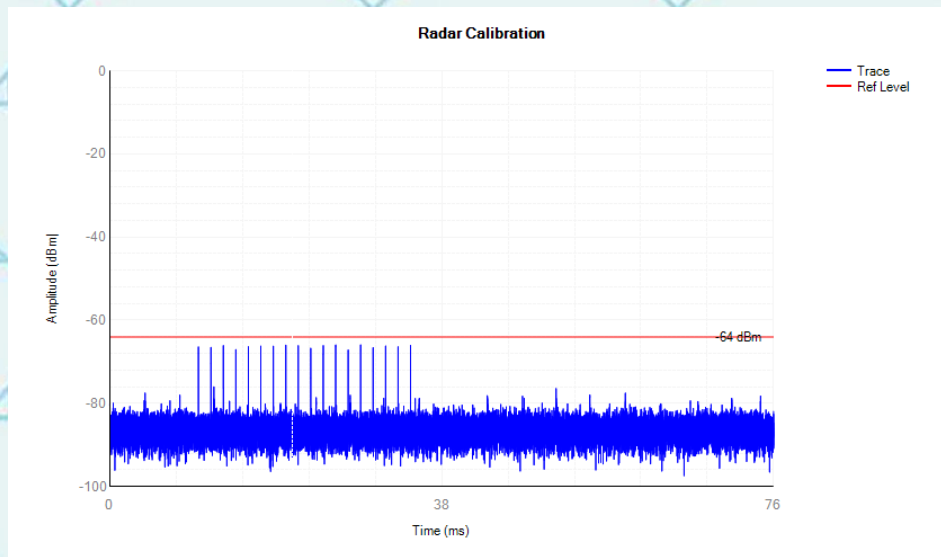 Radar Calibration
Trace
Ref Level
0
-20
-40
-60
-80
-100
Amplitude [dBm]
-64 dBm
0
38
76
Time (ms)